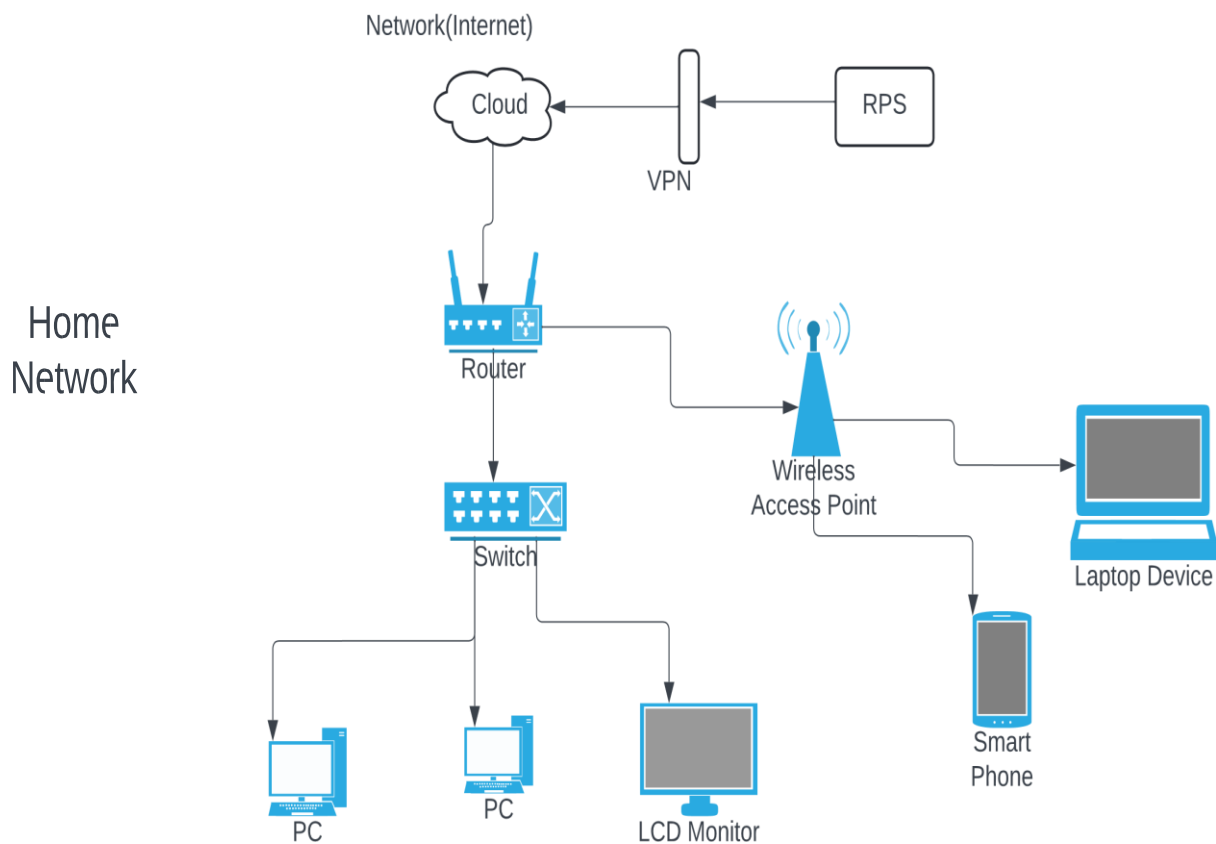 Network(Internet)
Cloud
RPS
VPN
Home
Network
Router
Wireless
Access Point
Switch
Laptop Device
Smart
Phone
PC
PC
LCD Monitor